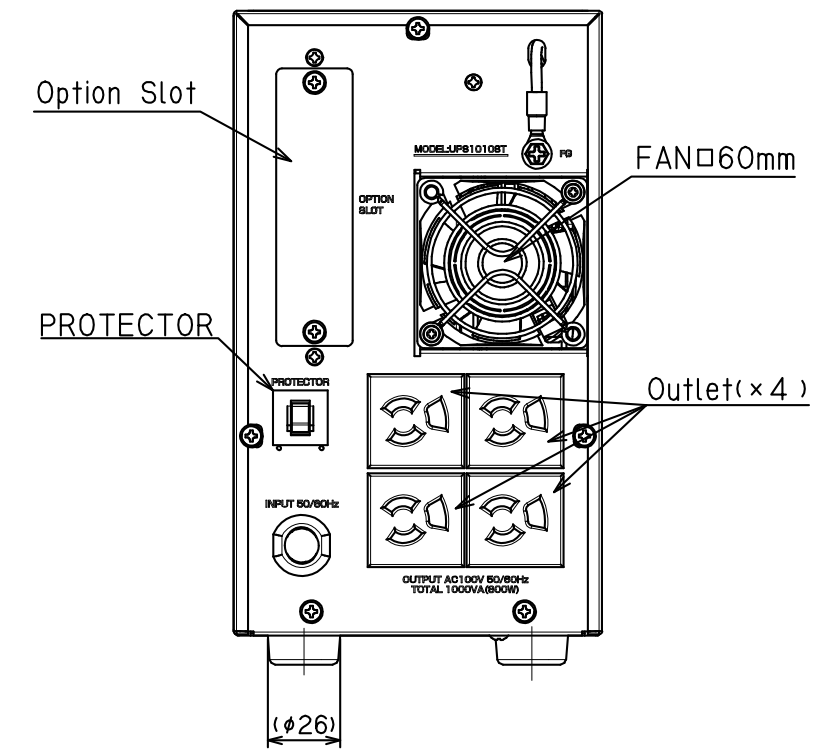 Option Slot
MODEL:UPS1010ST
FG
FAN□60mm
OPTION
SLOT
PROTECTOR
PROTECTOR
Outlet(×4)
INPUT 50/60Hz
OUTPUT AC100V 50/60Hz
TOTAL 1000VA(800W)
(φ26)